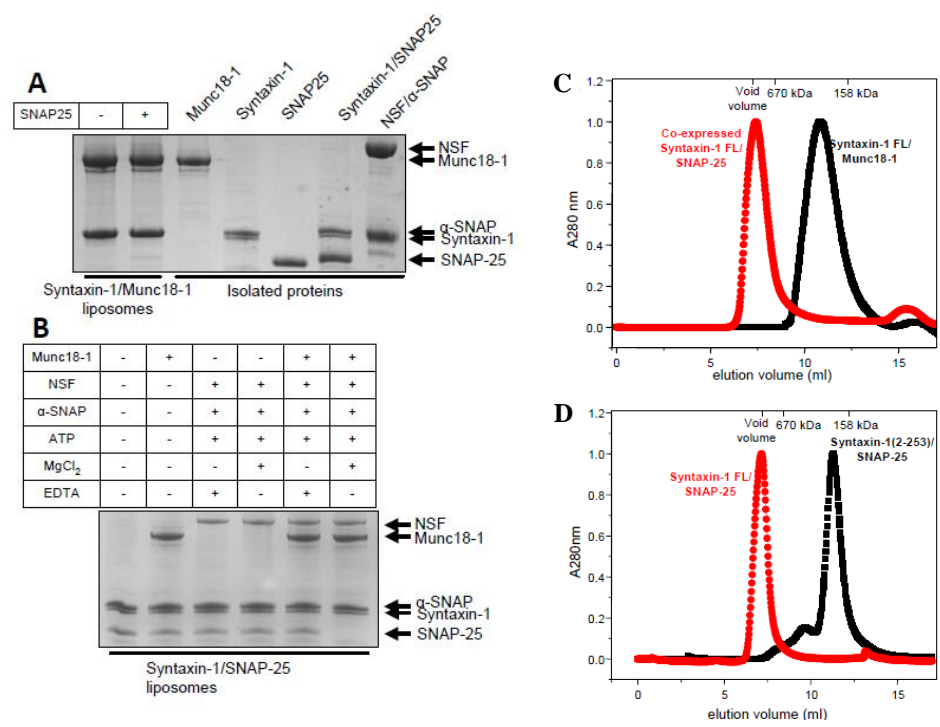 A
SNAP25 - +
Munc18-1
Syntaxin-1
SNAP25
Syntaxin-1/SNAP25
NSF/α-SNAP
NSF
Munc18-1
α-SNAP
Syntaxin-1
SNAP-25
Syntaxin-1/Munc18-1
liposomes
Isolated proteins
B
Munc18-1 - + - - + +
NSF - - + + + +
α-SNAP - - + + + +
ATP - - + + + +
MgCl2 - - - + - +
EDTA - - + - + -
NSF
Munc18-1
α-SNAP
Syntaxin-1
SNAP-25
Syntaxin-1/SNAP-25
liposomes
C
Void
volume
670 kDa
158 kDa
Co-expressed
Syntaxin-1 FL/
SNAP-25
Syntaxin-1 FL/
Munc18-1
A280 nm
1.2
1.0
0.8
0.6
0.4
0.2
0.0
0 5 10 15
elution volume (ml)
D
Void
volume
670 kDa
158 kDa
Syntaxin-1 FL/
SNAP-25
Syntaxin-1(2-253)/
SNAP-25
A280nm
1.2
1.0
0.8
0.6
0.4
0.2
0.0
0 5 10 15
elution volume (ml)